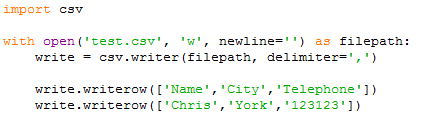 import csv
with open('test.csv', 'w', newline='') as filepath:
    write = csv.writer(filepath, delimiter=',')
    write.writerow(['Name','City','Telephone'])
    write.writerow(['Chris','York','123123'])